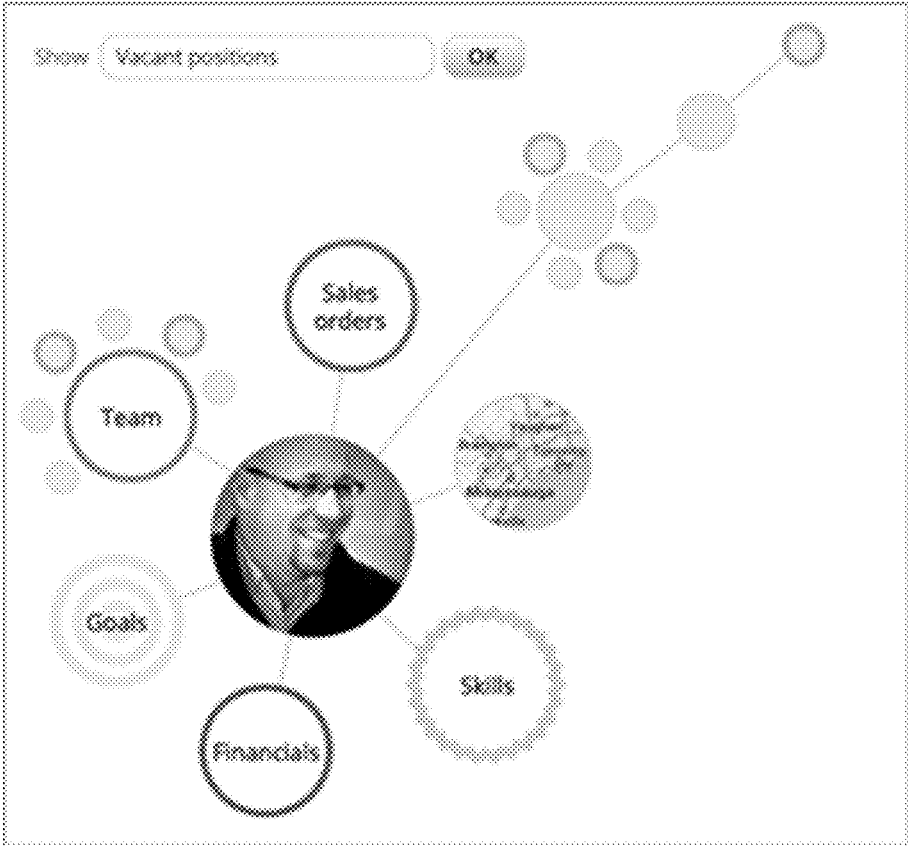 Show Vacant positions OK
Sales
orders
Team
Goals
Skills
Financials